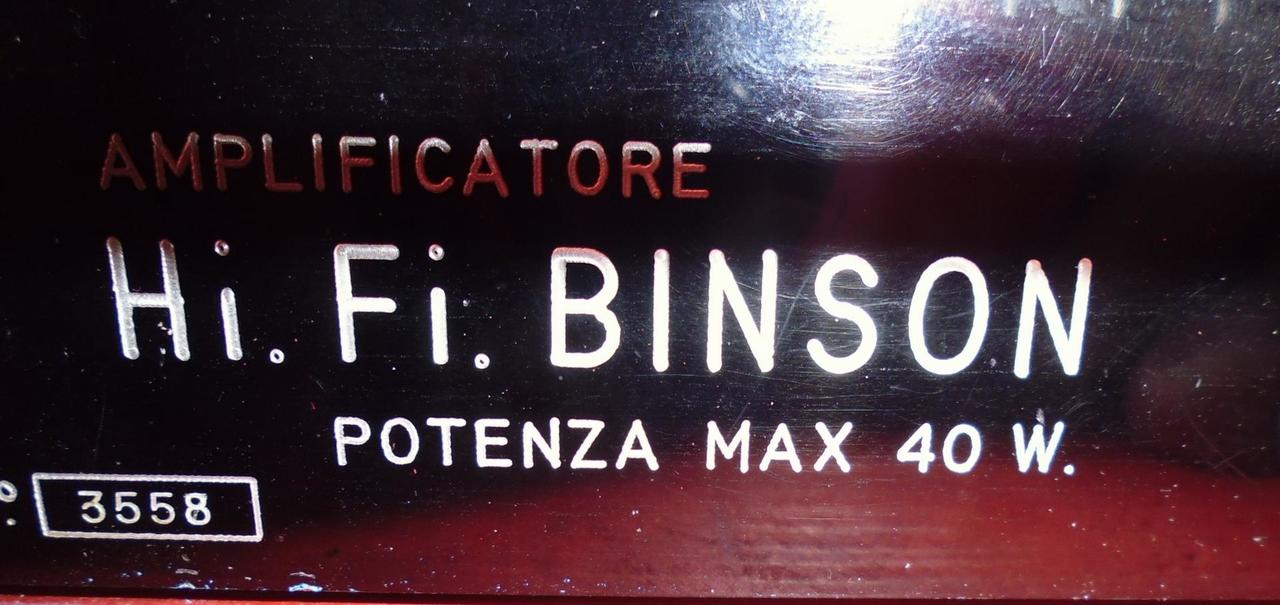 AMPLIFICATORE
Hi. Fi. BINSON
POTENZA MAX 40 W.
3558